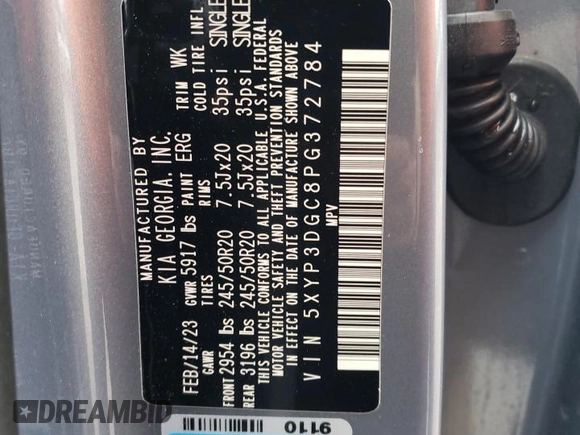 MANUFACTURED BY
KIA GEORGIA, INC.
FEB/14/23 GVWR 5917 lbs PAINT ERG TRIM WK
GAWR TIRES RIMS COLD TIRE INFL
FRONT 2954 lbs 245/50R20 7.5Jx20 35psi SINGLE
REAR 3196 lbs 245/50R20 7.5Jx20 35psi SINGLE
THIS VEHICLE CONFORMS TO ALL APPLICABLE U.S.A. FEDERAL
MOTOR VEHICLE SAFETY AND THEFT PREVENTION STANDARDS
IN EFFECT ON THE DATE OF MANUFACTURE SHOWN ABOVE
VIN 5XYP3DGC8PG372784
MPV
9110
DREAMBID